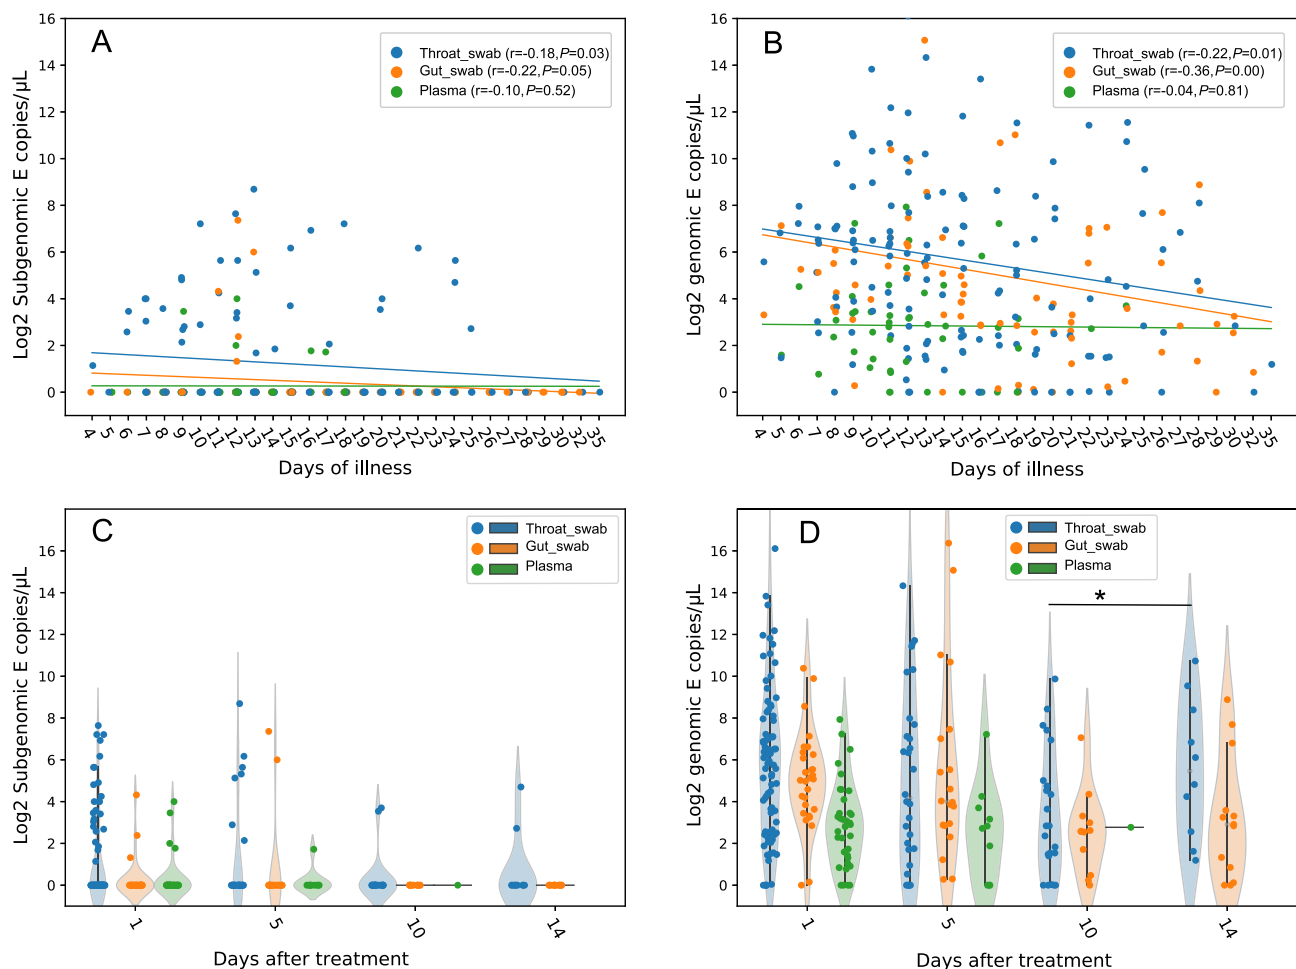 A
Throat_swab (r=-0.18,P=0.03)
Gut_swab (r=-0.22,P=0.05)
Plasma (r=-0.10,P=0.52)
Log2 Subgenomic E copies/µL
16
14
12
10
8
6
4
2
0
4 5 6 7 8 9 10 11 12 13 14 15 16 17 18 19 20 21 22 23 24 25 26 27 28 29 30 32 35
Days of illness
B
Throat_swab (r=-0.22,P=0.01)
Gut_swab (r=-0.36,P=0.00)
Plasma (r=-0.04,P=0.81)
Log2 genomic E copies/µL
16
14
12
10
8
6
4
2
0
4 5 6 7 8 9 10 11 12 13 14 15 16 17 18 19 20 21 22 23 24 25 26 27 28 29 30 32 35
Days of illness
C
Throat_swab
Gut_swab
Plasma
Log2 Subgenomic E copies/µL
16
14
12
10
8
6
4
2
0
1 5 10 14
Days after treatment
D
Throat_swab
Gut_swab
Plasma
*
Log2 genomic E copies/µL
16
14
12
10
8
6
4
2
0
1 5 10 14
Days after treatment